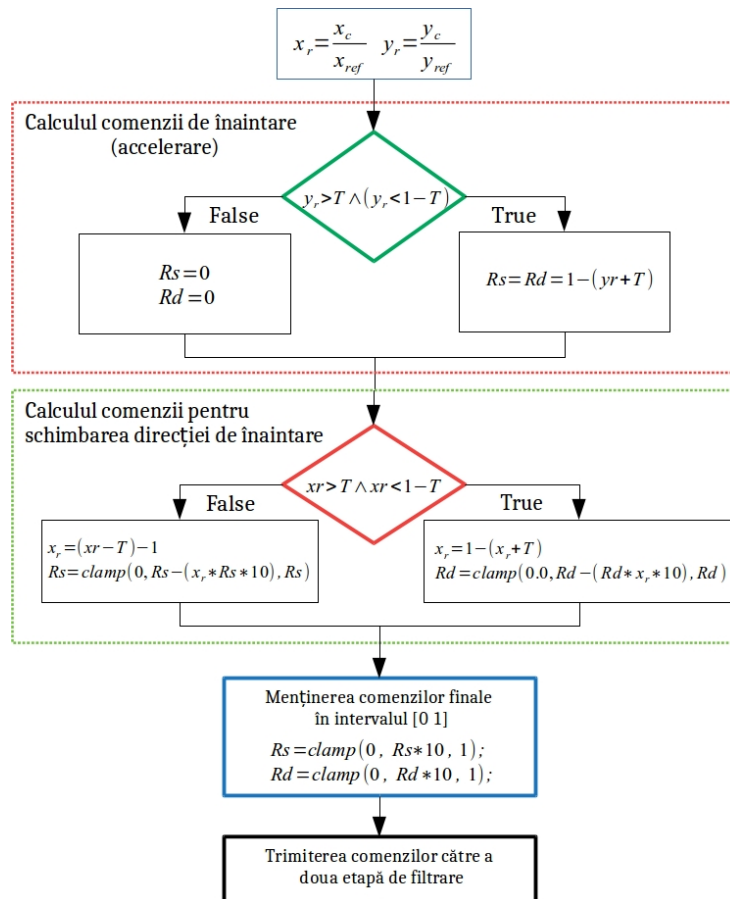 x_r = x_c / x_ref   y_r = y_c / y_ref
Calculul comenzii de înaintare
(accelerare)
y_r > T ∧ (y_r < 1 − T)
False
True
Rs = 0
Rd = 0
Rs = Rd = 1 − (yr + T)
Calculul comenzii pentru
schimbarea direcției de înaintare
xr > T ∧ xr < 1 − T
False
True
x_r = (xr − T) − 1
Rs = clamp(0, Rs − (x_r * Rs * 10), Rs)
x_r = 1 − (x_r + T)
Rd = clamp(0.0, Rd − (Rd * x_r * 10), Rd)
Menținerea comenzilor finale
în intervalul [0 1]
Rs = clamp(0, Rs * 10, 1);
Rd = clamp(0, Rd * 10, 1);
Trimiterea comenzilor către a
doua etapă de filtrare